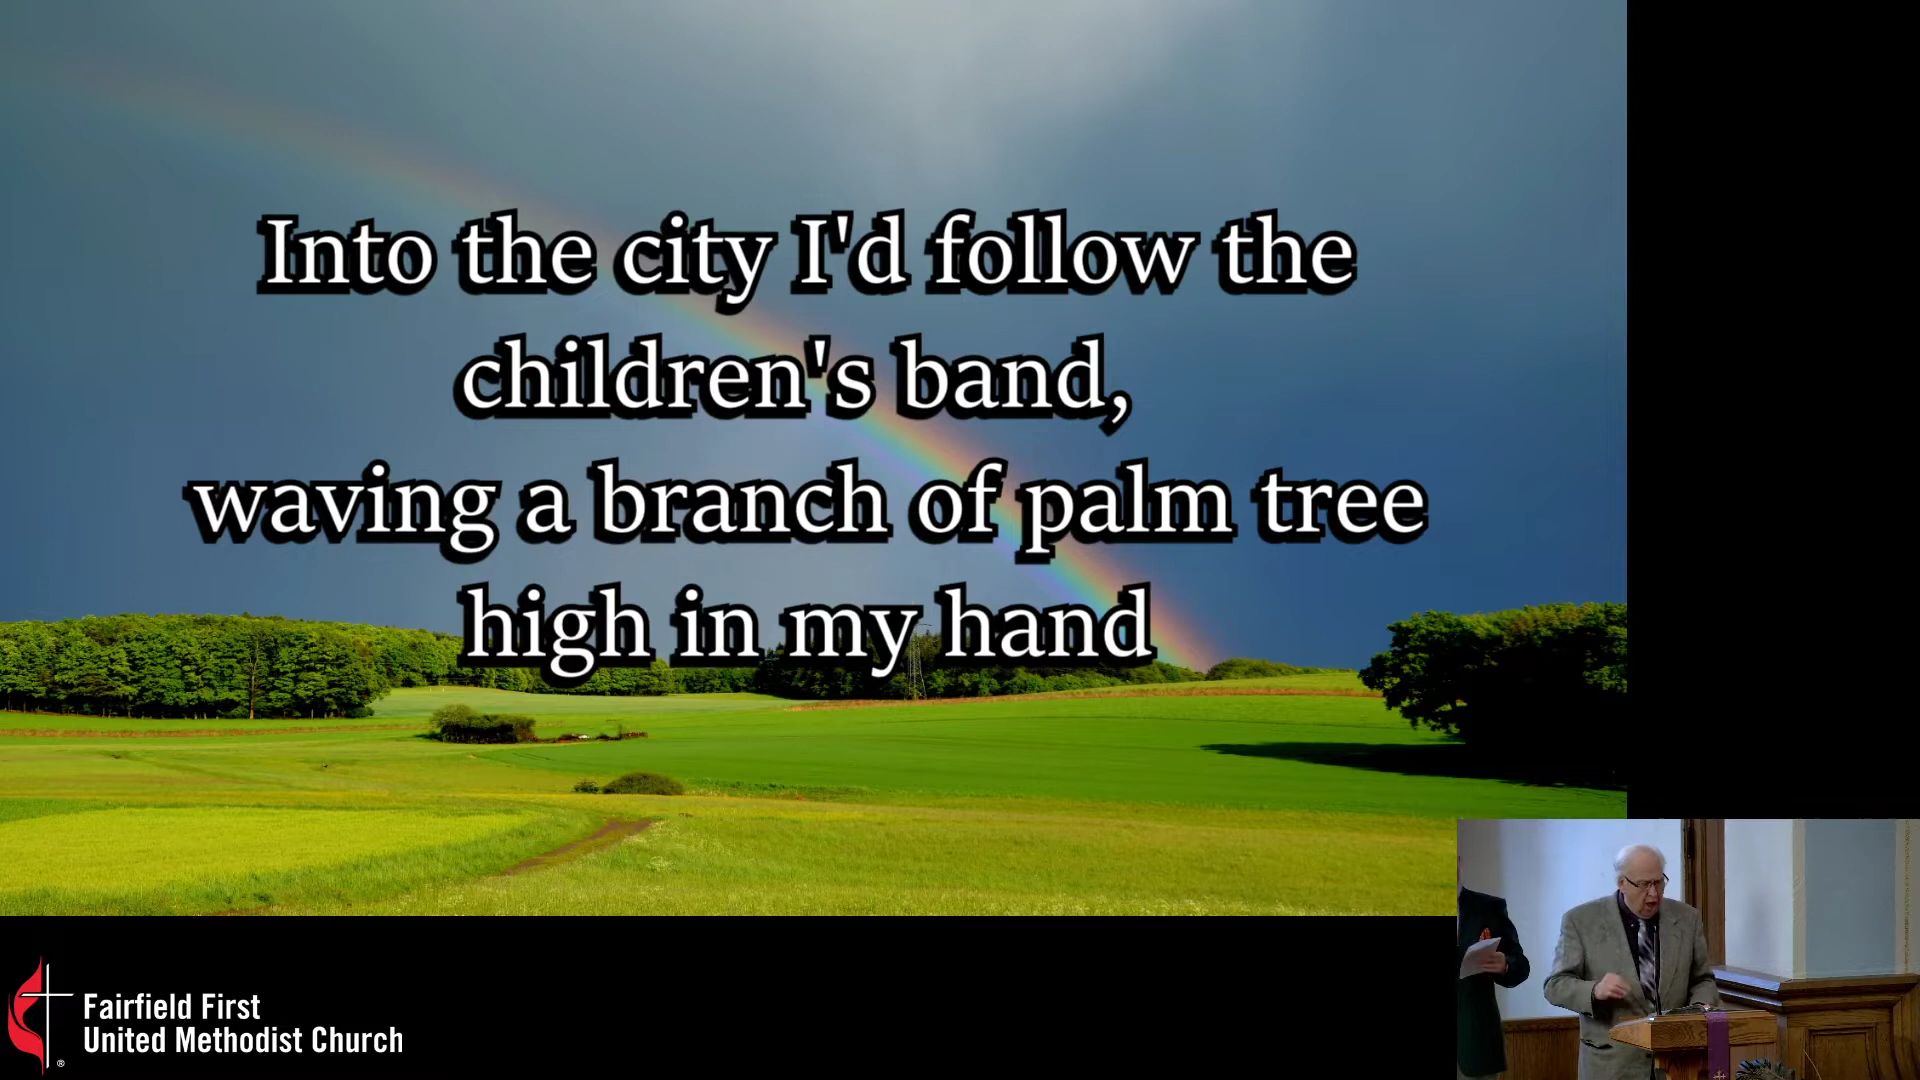 Into the city I'd follow the
children's band,
waving a branch of palm tree
high in my hand
Fairfield First
United Methodist Church
®